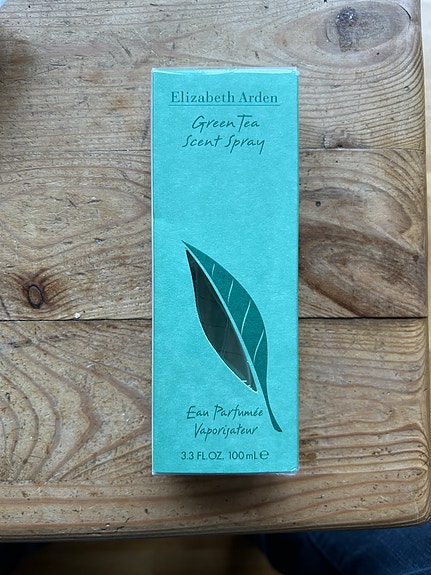 Elizabeth Arden
Green Tea
Scent Spray
Eau Parfumée
Vaporisateur
3.3 FL.OZ. 100 mL ℮